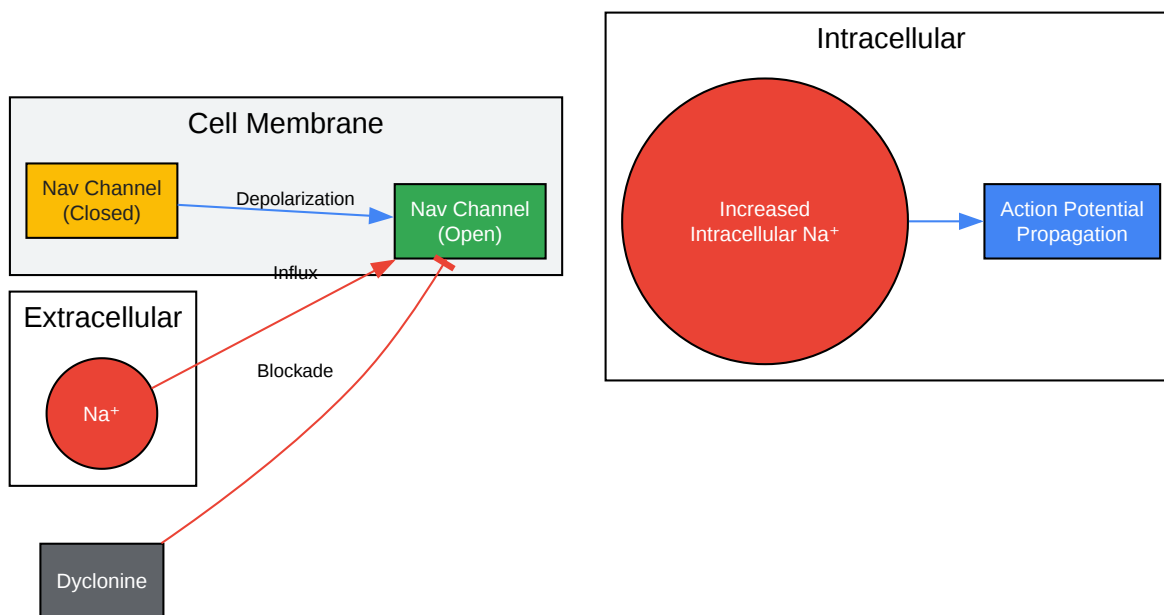 Intracellular
Cell Membrane
Nav Channel
(Closed)
Depolarization
Nav Channel
(Open)
Increased
Intracellular Na⁺
Action Potential
Propagation
Influx
Extracellular
Blockade
Na⁺
Dyclonine